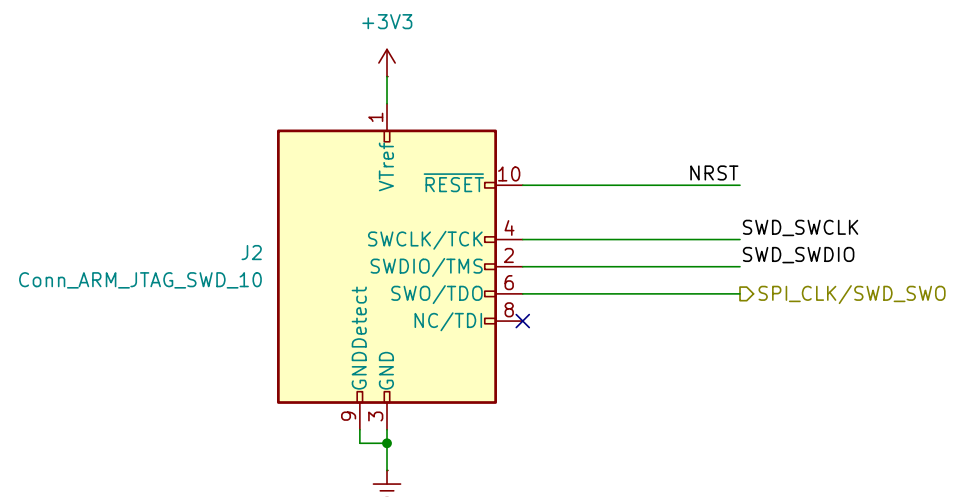 +3V3
1
VTref
10
RESET
NRST
SWCLK/TCK
4
SWD_SWCLK
J2
SWDIO/TMS
2
SWD_SWDIO
Conn_ARM_JTAG_SWD_10
SWO/TDO
6
SPI_CLK/SWD_SWO
NC/TDI
8
GNDDetect
GND
9
3